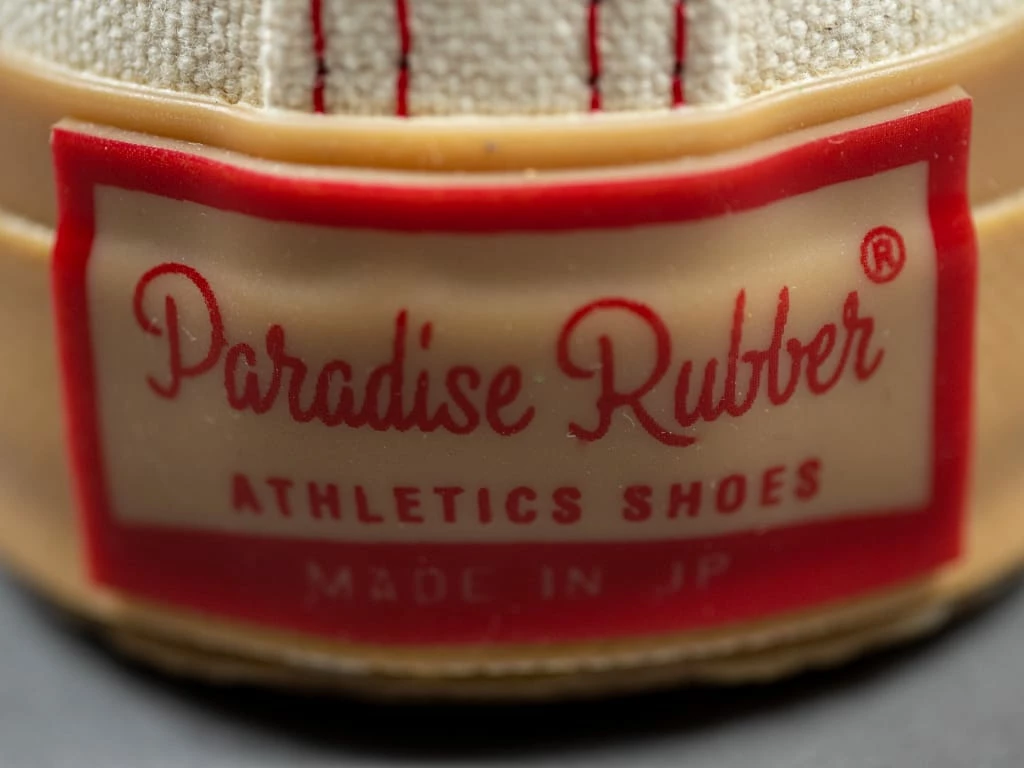 Paradise Rubber®
ATHLETICS SHOES
MADE IN JP